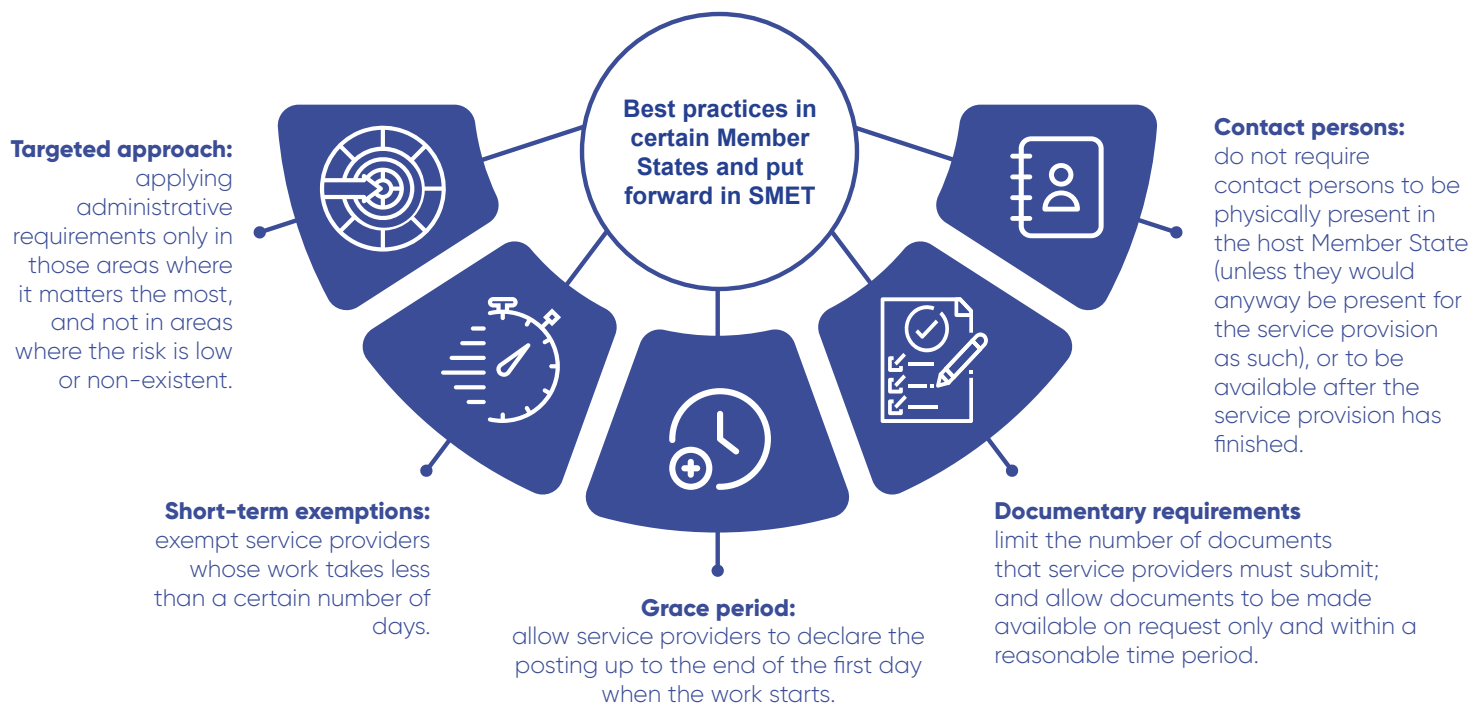 Best practices in
certain Member
States and put
forward in SMET
Targeted approach:
applying
administrative
requirements only in
those areas where
it matters the most,
and not in areas
where the risk is low
or non-existent.
Short-term exemptions:
exempt service providers
whose work takes less
than a certain number of
days.
Grace period:
allow service providers to declare the
posting up to the end of the first day
when the work starts.
Documentary requirements
limit the number of documents
that service providers must submit;
and allow documents to be made
available on request only and within a
reasonable time period.
Contact persons:
do not require
contact persons to be
physically present in
the host Member State
(unless they would
anyway be present for
the service provision
as such), or to be
available after the
service provision has
finished.